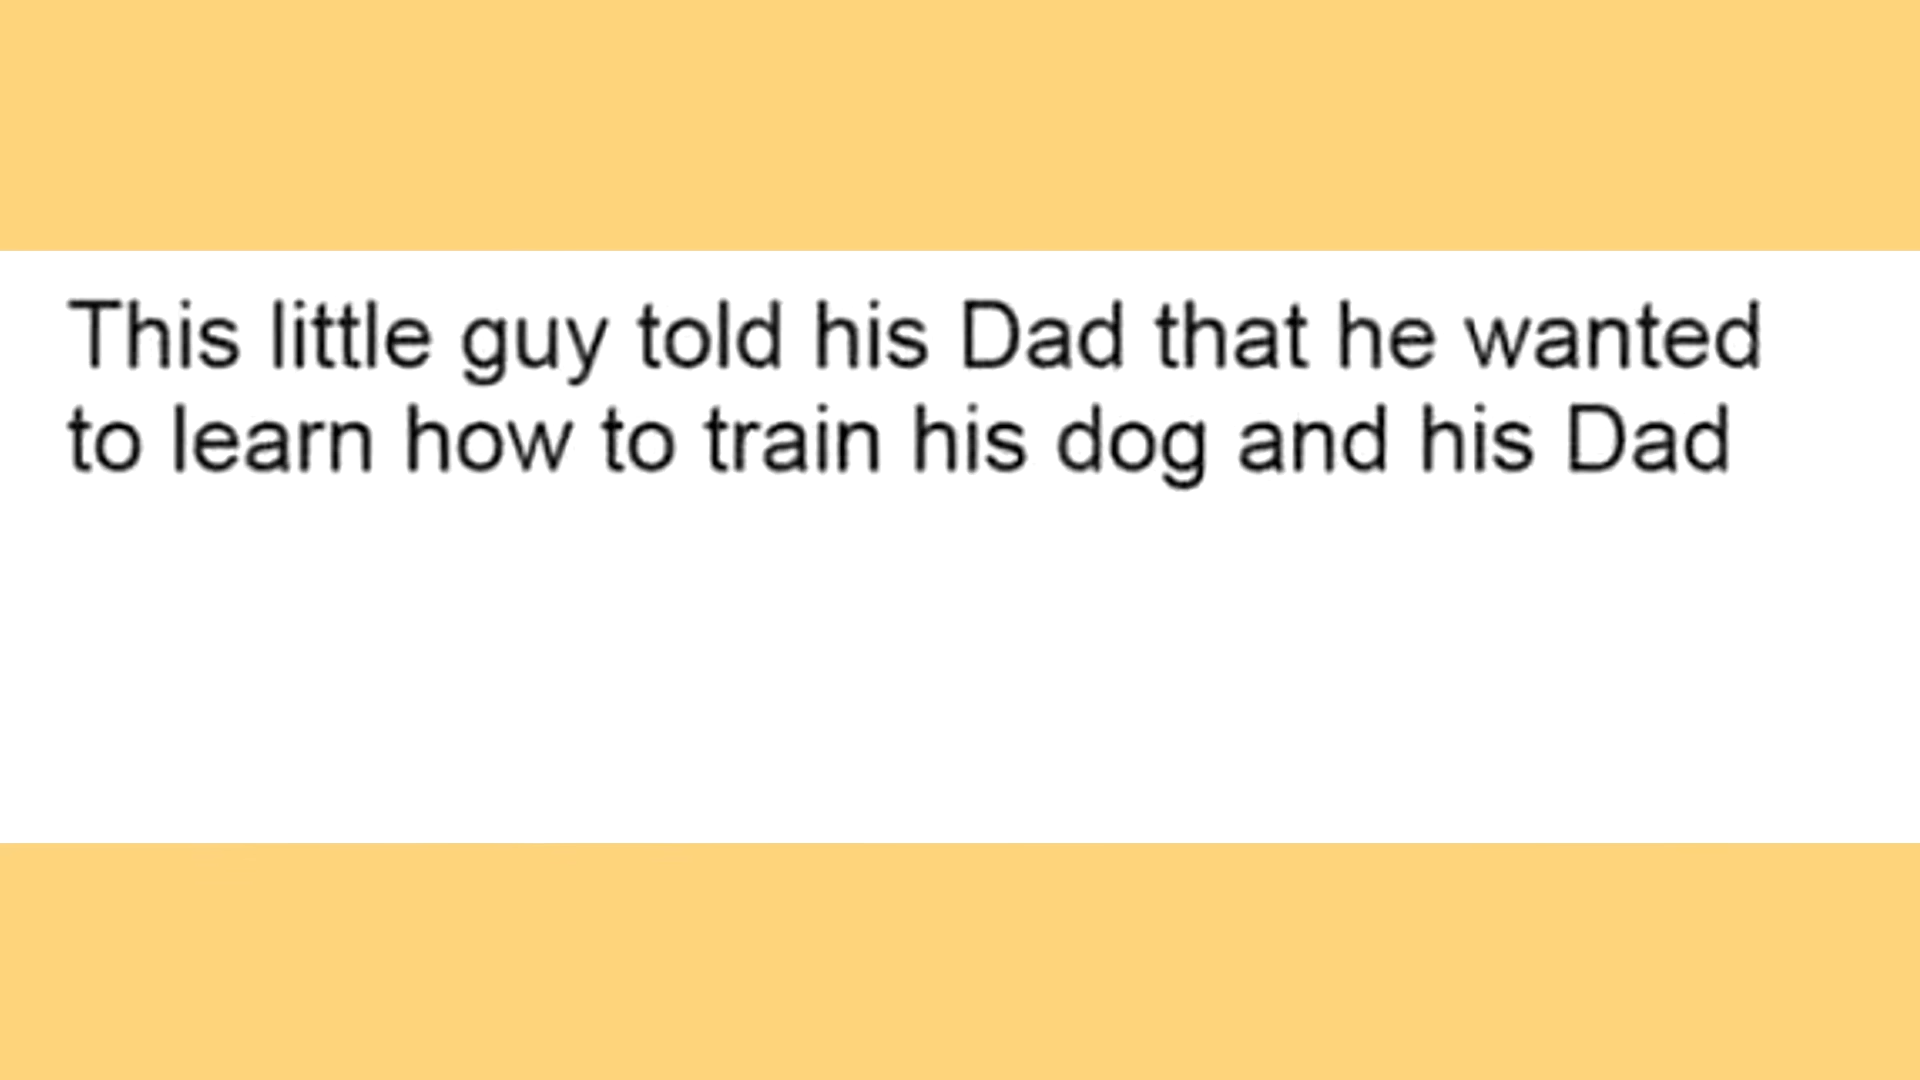 This little guy told his Dad that he wanted
to learn how to train his dog and his Dad